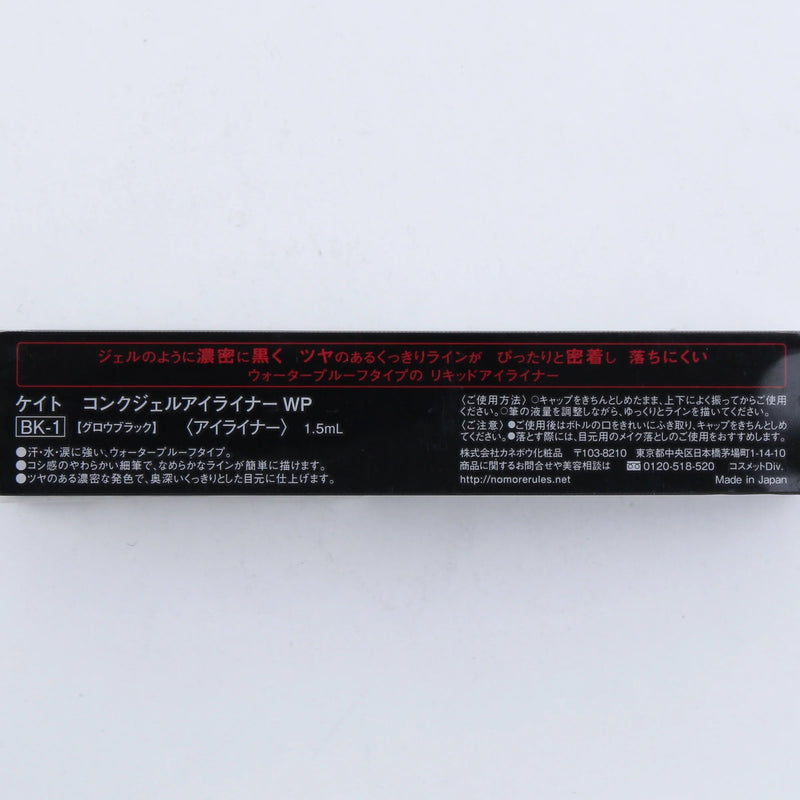 ジェルのように濃密に黒く ツヤのあるくっきりラインが ぴったりと密着し 落ちにくい
ウォータープルーフタイプの リキッドアイライナー
ケイト コンクジェルアイライナー WP
BK-1 【グロウブラック】 〈アイライナー〉 1.5mL
●汗・水・涙に強い、ウォータープルーフタイプ。
●コシ感のやわらかい細筆で、なめらかなラインが簡単に描けます。
●ツヤのある濃密な発色で、奥深いくっきりとした目元に仕上げます。
〈ご使用方法〉○キャップをきちんとしめたまま、上下によく振ってからご使用
ください。○筆の液量を調整しながら、ゆっくりとラインを描いてください。
〈ご注意〉●ご使用後はボトルの口をきれいにふき取り、キャップをきちんとしめ
てください。●落とす際には、目元用のメイク落としのご使用をおすすめします。
株式会社カネボウ化粧品 〒103-8210 東京都中央区日本橋茅場町1-14-10
商品に関するお問合せや美容相談は 0120-518-520 コスメットDiv.
http://nomorerules.net Made in Japan